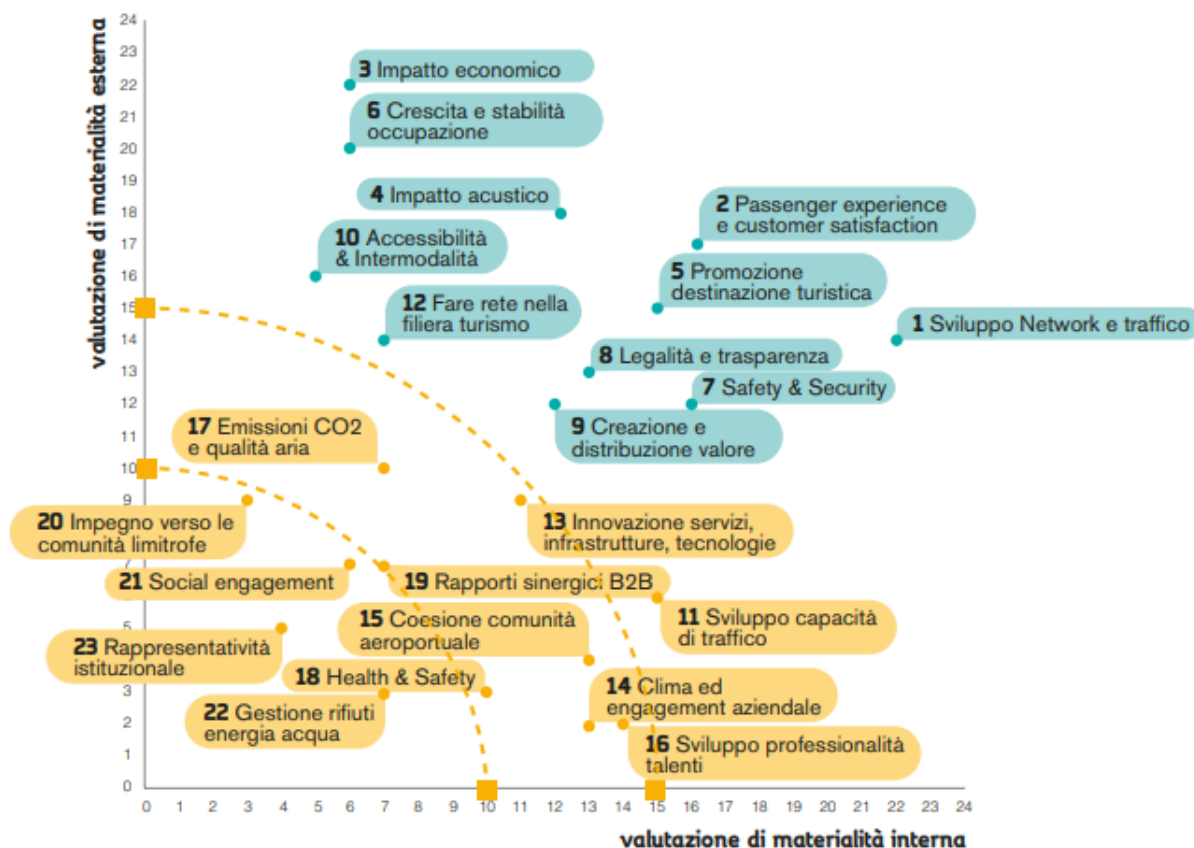 valutazione di materialità esterna
24
23
22
21
20
19
18
17
16
15
14
13
12
11
10
9
7
5
3
2
1
0
3 Impatto economico
6 Crescita e stabilità
occupazione
4 Impatto acustico
2 Passenger experience
e customer satisfaction
10 Accessibilità
& Intermodalità
5 Promozione
destinazione turistica
12 Fare rete nella
filiera turismo
1 Sviluppo Network e traffico
8 Legalità e trasparenza
7 Safety & Security
9 Creazione e
distribuzione valore
17 Emissioni CO2
e qualità aria
20 Impegno verso le
comunità limitrofe
13 Innovazione servizi,
infrastrutture, tecnologie
21 Social engagement
19 Rapporti sinergici B2B
15 Coesione comunità
aeroportuale
11 Sviluppo capacità
di traffico
23 Rappresentatività
istituzionale
18 Health & Safety
14 Clima ed
engagement aziendale
22 Gestione rifiuti
energia acqua
16 Sviluppo professionalità
talenti
0 1 2 3 4 5 6 7 8 9 10 11 12 13 14 15 16 17 18 19 20 21 22 23 24
valutazione di materialità interna